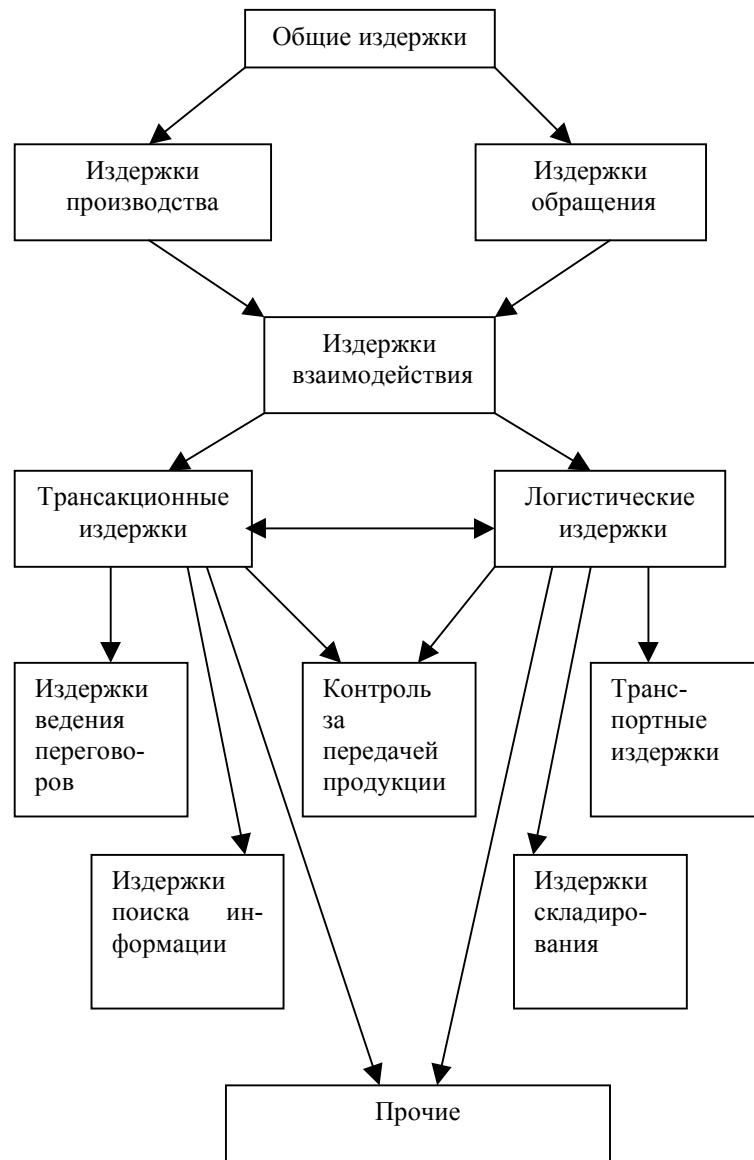 Общие издержки
Издержки
производства
Издержки
обращения
Издержки
взаимодействия
Трансакционные
издержки
Логистические
издержки
Издержки
ведения
перегово-
ров
Контроль
за
передачей
продукции
Транс-
портные
издержки
Издержки
поиска ин-
формации
Издержки
складиро-
вания
Прочие